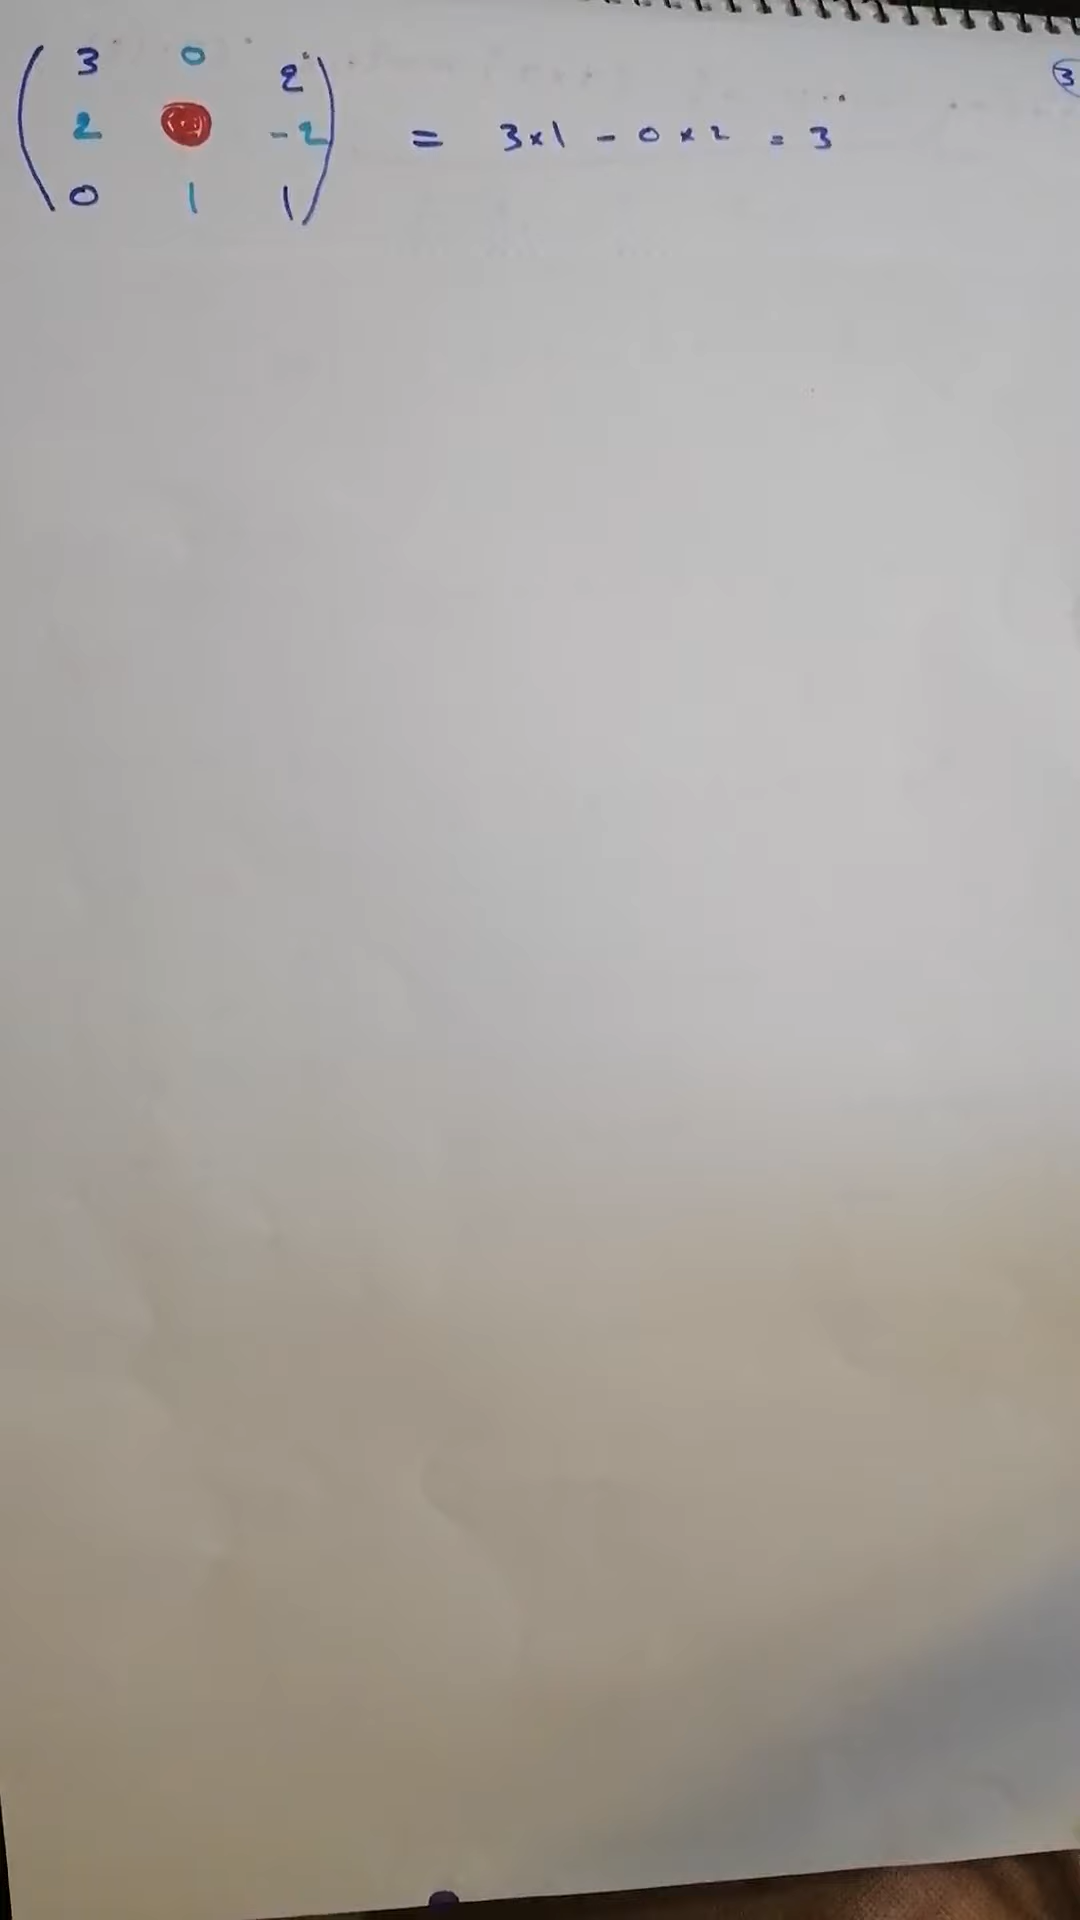 3 0 2
2 -2 = 3×1 - 0×2 = 3
0 1 1
3